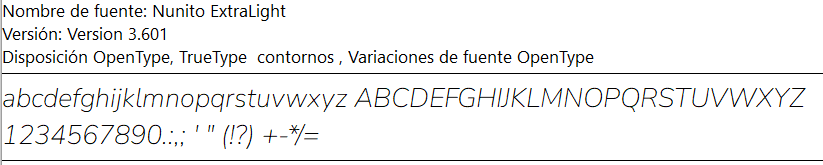 Nombre de fuente: Nunito ExtraLight
Versión: Version 3.601
Disposición OpenType, TrueType  contornos , Variaciones de fuente OpenType
abcdefghijklmnopqrstuvwxyz ABCDEFGHIJKLMNOPQRSTUVWXYZ
1234567890.:,; ' " (!?) +-*/=